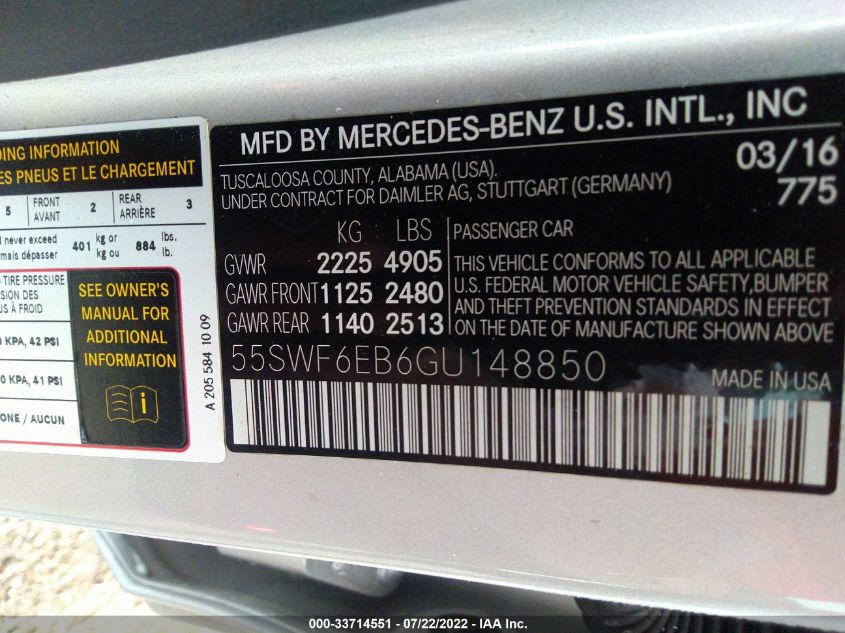 DING INFORMATION
ES PNEUS ET LE CHARGEMENT
5 FRONT AVANT 2 REAR ARRIÈRE 3
never exceed
mais dépasser
401 kg or kg ou 884 lbs. lb.
TIRE PRESSURE
SION DES
À FROID
KPA, 42 PSI
KPA, 41 PSI
ONE / AUCUN
SEE OWNER'S
MANUAL FOR
ADDITIONAL
INFORMATION
i
A 205 584 10 09
MFD BY MERCEDES-BENZ U.S. INTL., INC
TUSCALOOSA COUNTY, ALABAMA (USA).
UNDER CONTRACT FOR DAIMLER AG, STUTTGART (GERMANY)
03/16
775
KG LBS
GVWR 2225 4905
GAWR FRONT 1125 2480
GAWR REAR 1140 2513
PASSENGER CAR
THIS VEHICLE CONFORMS TO ALL APPLICABLE
U.S. FEDERAL MOTOR VEHICLE SAFETY,BUMPER
AND THEFT PREVENTION STANDARDS IN EFFECT
ON THE DATE OF MANUFACTURE SHOWN ABOVE
55SWF6EB6GU148850
MADE IN USA
000-33714551 - 07/22/2022 - IAA Inc.